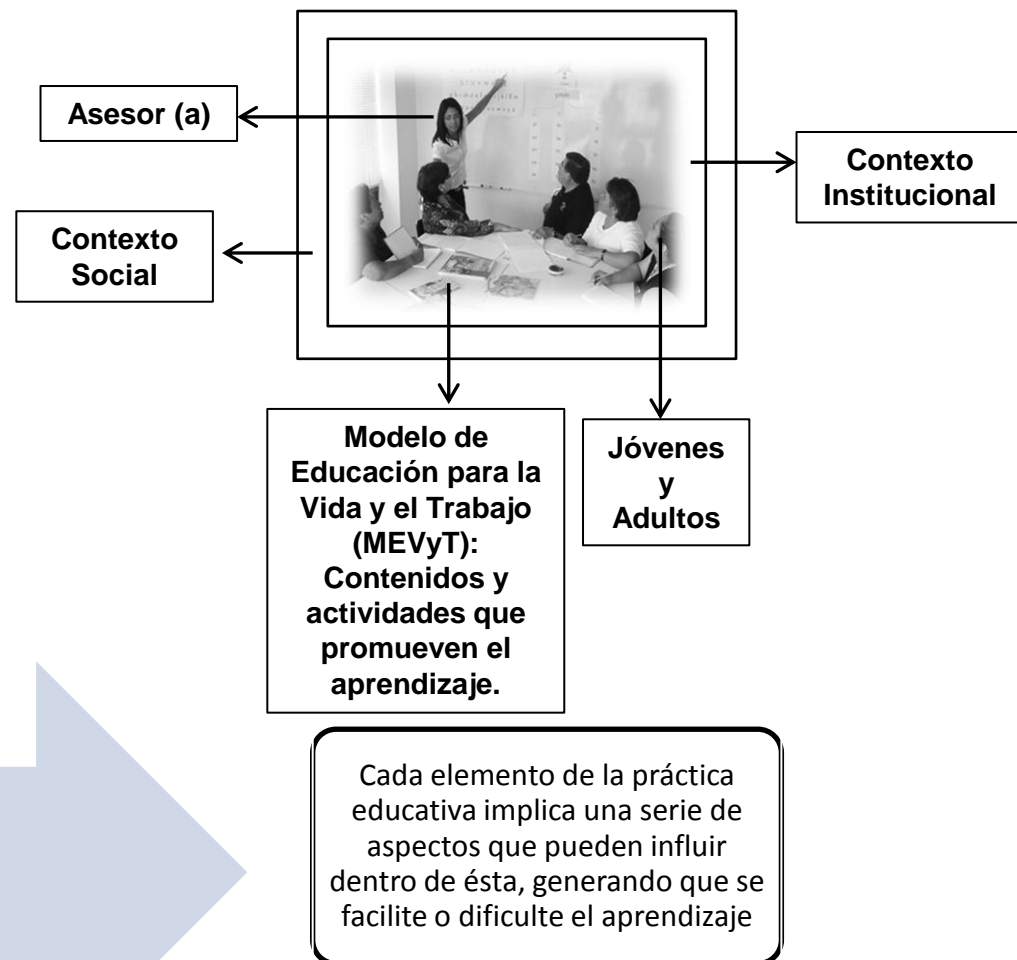 Asesor (a)
Contexto
Social
Contexto
Institucional
Modelo de
Educación para la
Vida y el Trabajo
(MEVyT):
Contenidos y
actividades que
promueven el
aprendizaje.
Jóvenes
y
Adultos
Cada elemento de la práctica
educativa implica una serie de
aspectos que pueden influir
dentro de ésta, generando que se
facilite o dificulte el aprendizaje